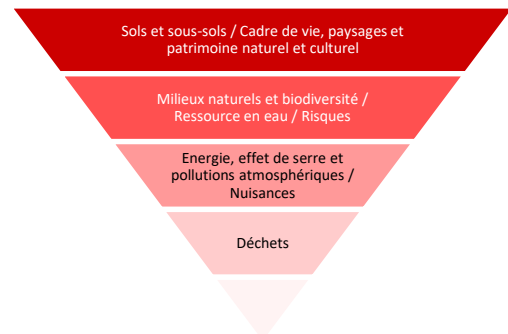 Sols et sous-sols / Cadre de vie, paysages et
patrimoine naturel et culturel
Milieux naturels et biodiversité /
Ressource en eau / Risques
Energie, effet de serre et
pollutions atmosphériques /
Nuisances
Déchets